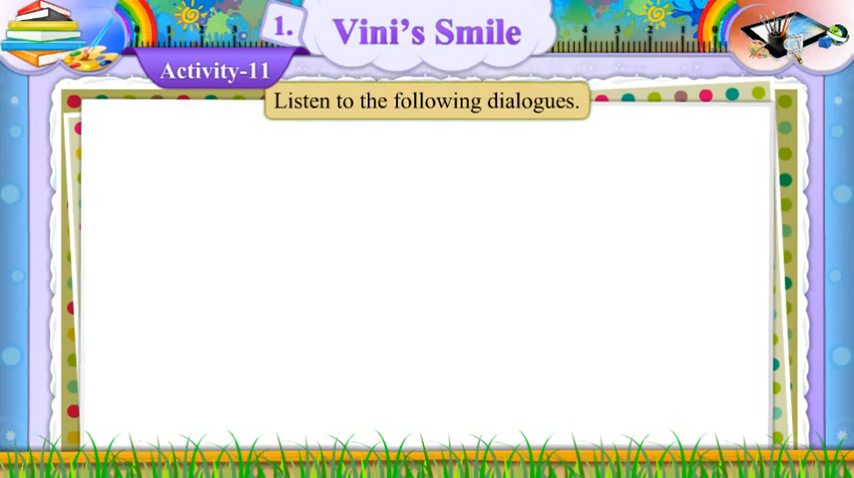 1. Vini's Smile
Activity-11
Listen to the following dialogues.